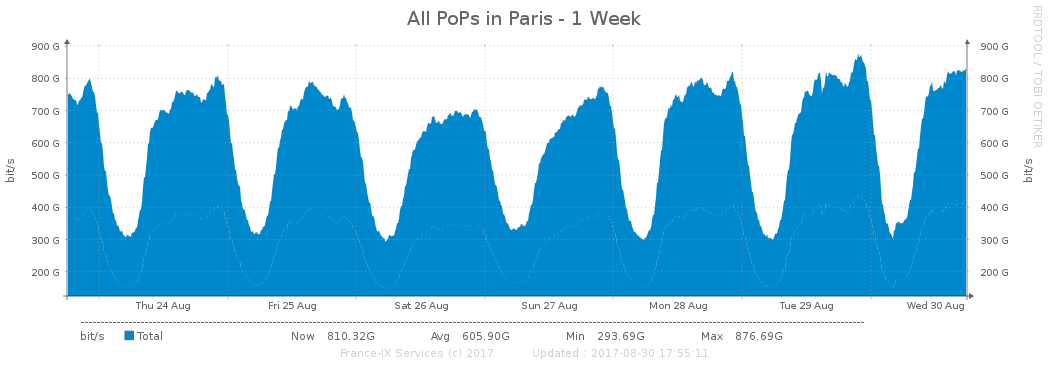 All PoPs in Paris - 1 Week
RRDTOOL / TOBI OETIKER
900 G 900 G
800 G 800 G
700 G 700 G
600 G 600 G
500 G 500 G
400 G 400 G
300 G 300 G
200 G 200 G
bit/s bit/s
Thu 24 Aug Fri 25 Aug Sat 26 Aug Sun 27 Aug Mon 28 Aug Tue 29 Aug Wed 30 Aug
bit/s Total Now 810.32G Avg 605.90G Min 293.69G Max 876.69G
France-IX Services (c) 2017 Updated : 2017-08-30 17:55:11